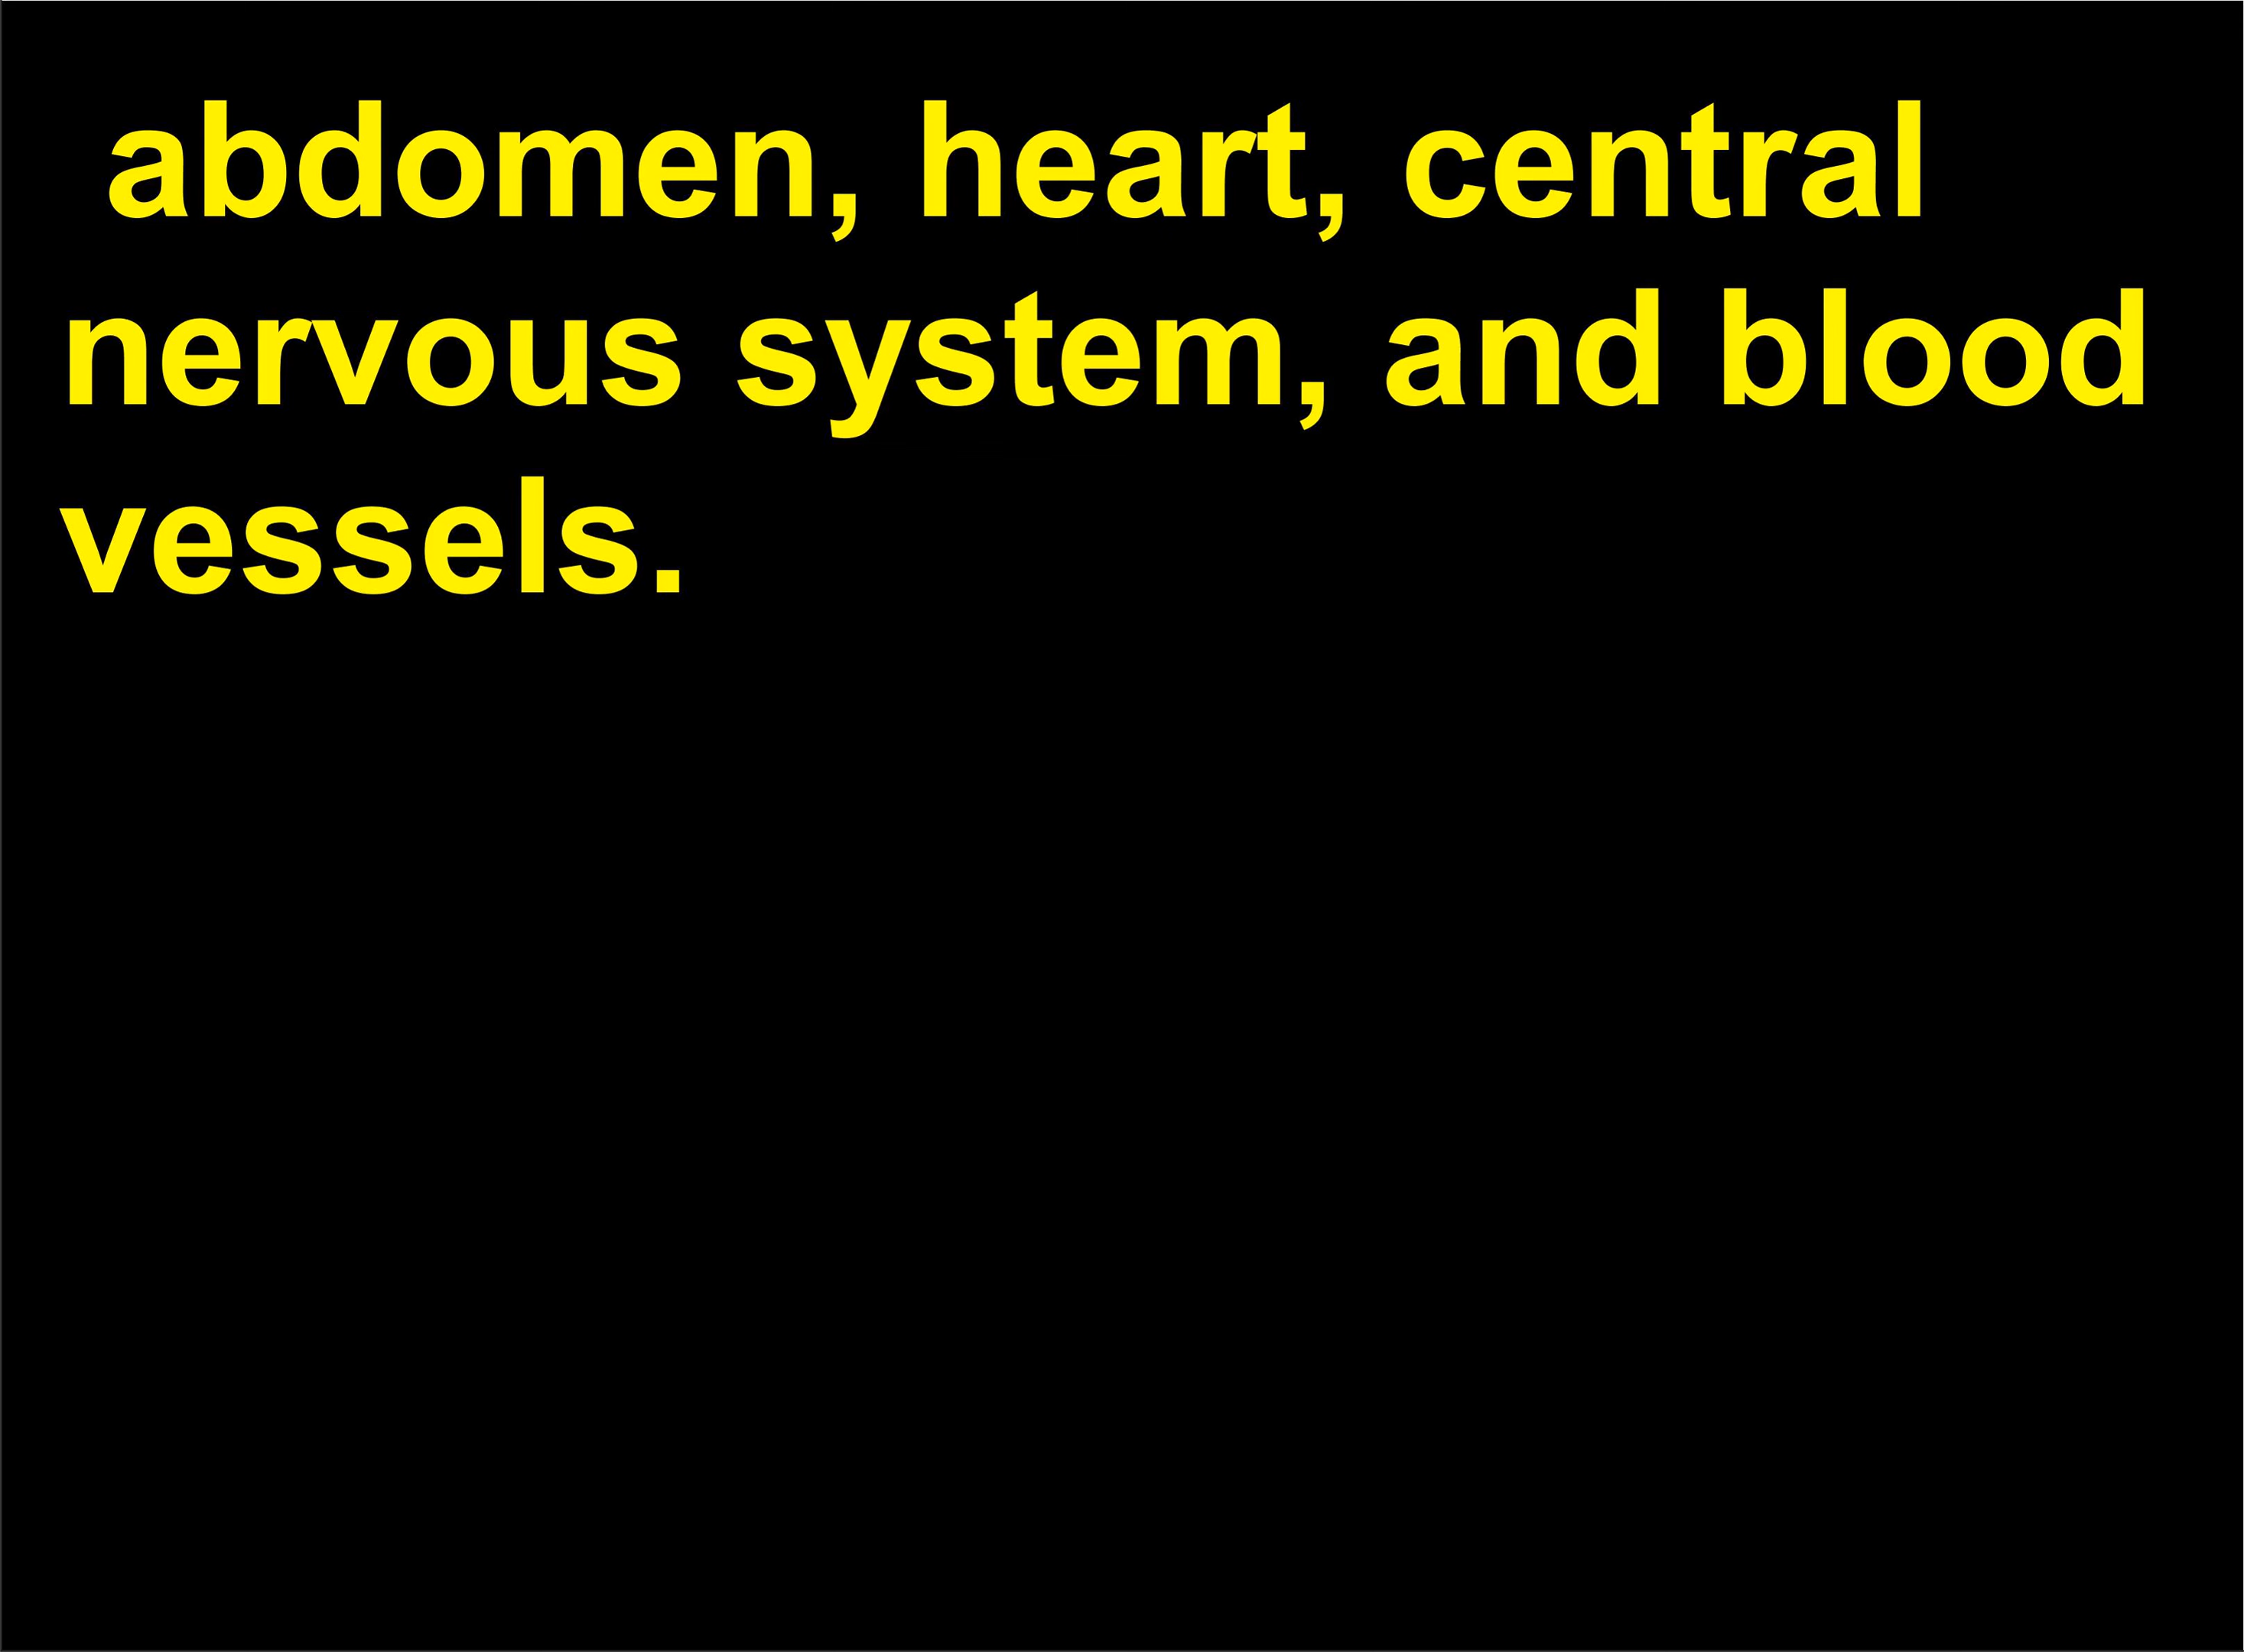 abdomen, heart, central
nervous system, and blood
vessels.